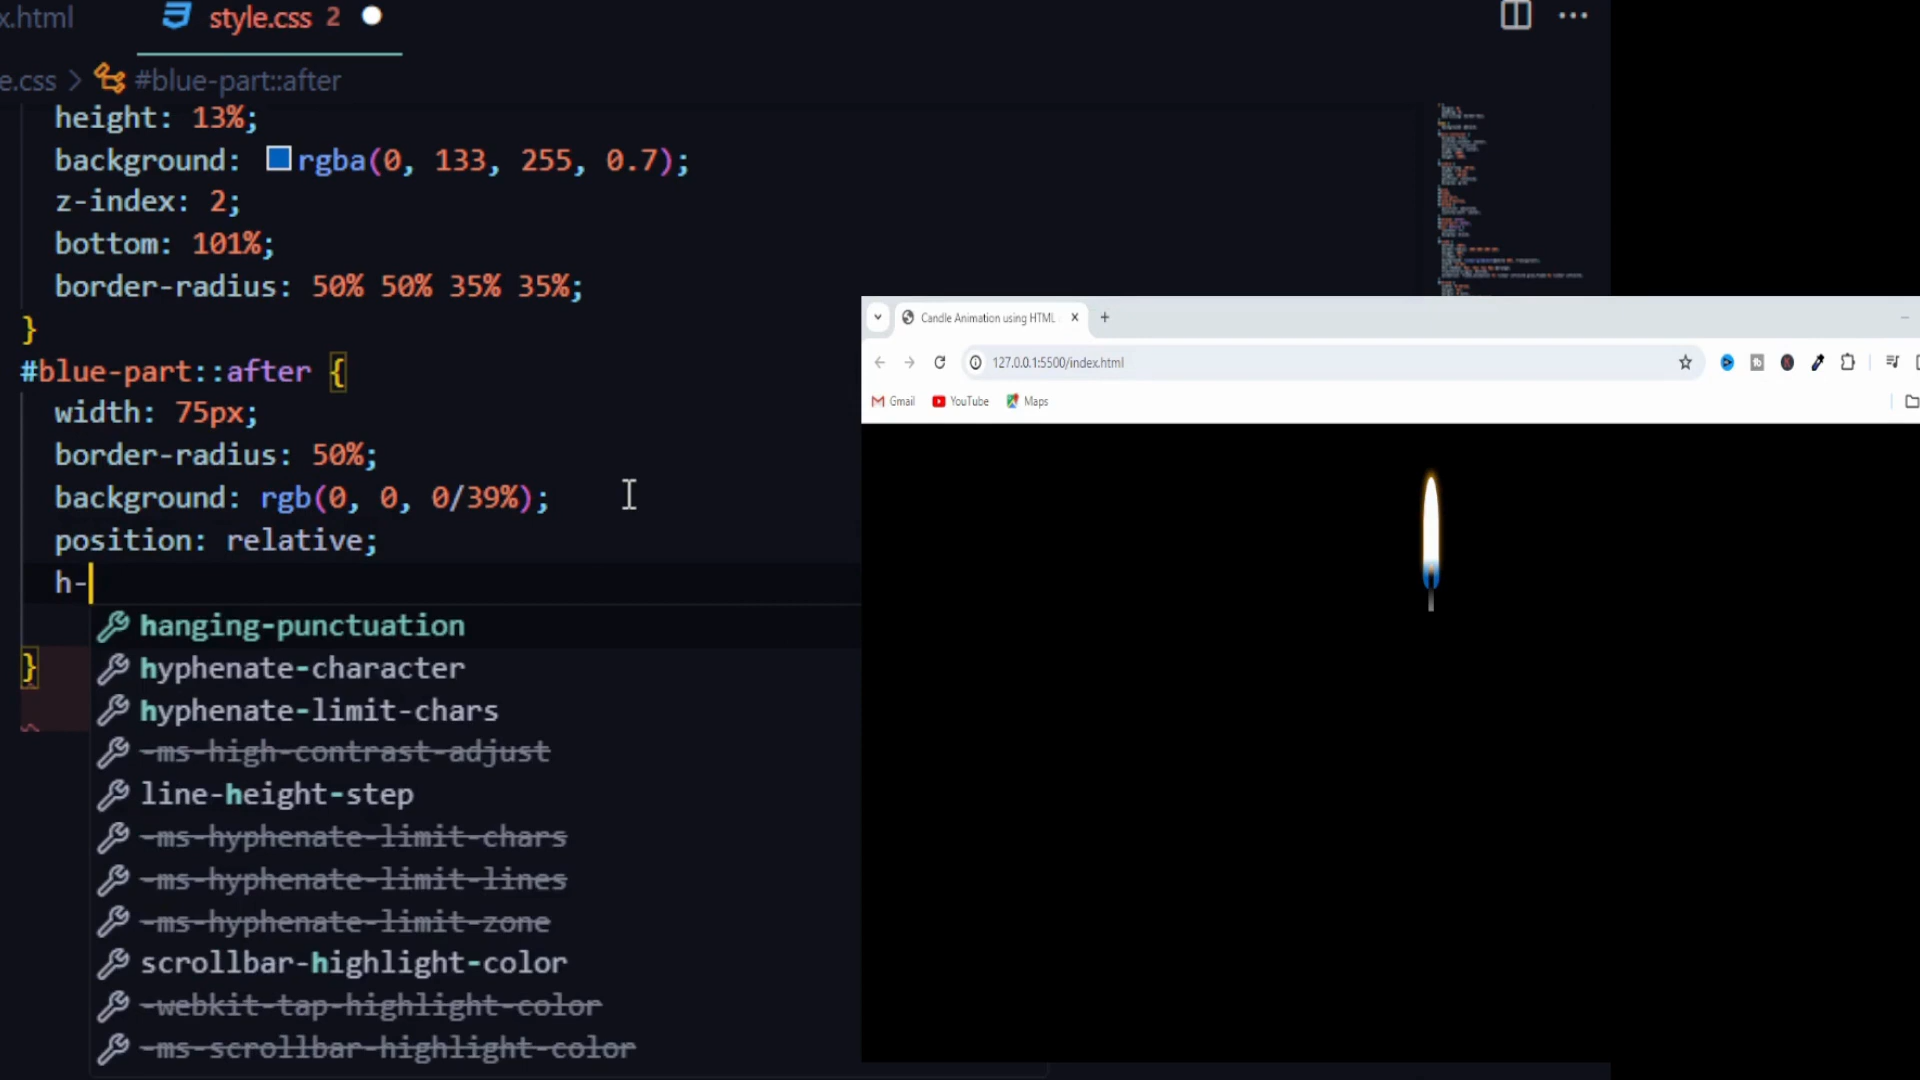 x.html
style.css 2
e.css > #blue-part::after
height: 13%;
background: rgba(0, 133, 255, 0.7);
z-index: 2;
bottom: 101%;
border-radius: 50% 50% 35% 35%;
}
#blue-part::after {
width: 75px;
border-radius: 50%;
background: rgb(0, 0, 0/39%);
position: relative;
h-
}
hanging-punctuation
hyphenate-character
hyphenate-limit-chars
-ms-high-contrast-adjust
line-height-step
-ms-hyphenate-limit-chars
-ms-hyphenate-limit-lines
-ms-hyphenate-limit-zone
scrollbar-highlight-color
-webkit-tap-highlight-color
-ms-scrollbar-highlight-color
Candle Animation using HTML
127.0.0.1:5500/index.html
Gmail YouTube Maps